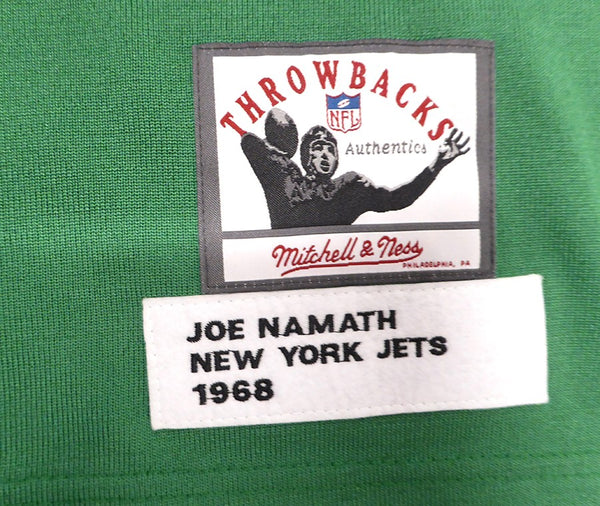 THROWBACKS
NFL
Authentics
Mitchell & Ness
PHILADELPHIA, PA
JOE NAMATH
NEW YORK JETS
1968